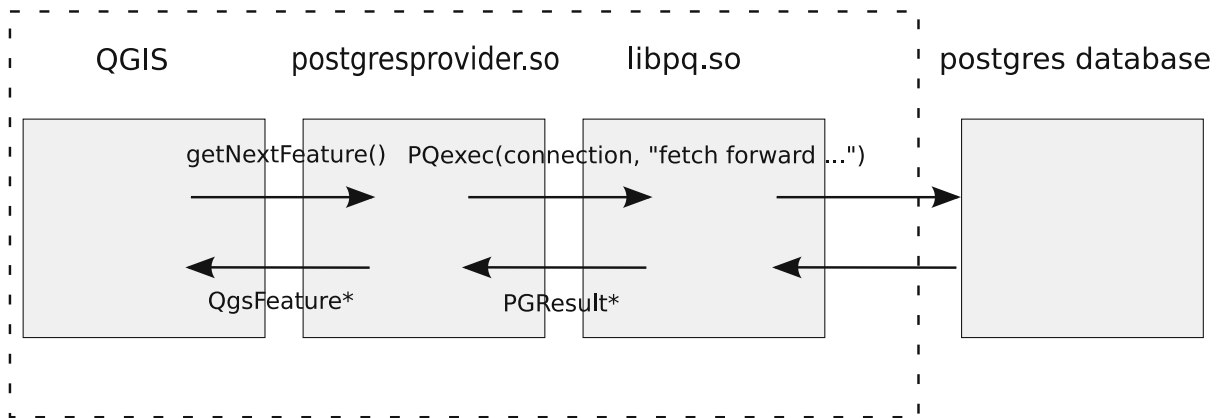 QGIS
postgresprovider.so
libpq.so
postgres database
getNextFeature()
PQexec(connection, "fetch forward ...")
QgsFeature*
PGResult*